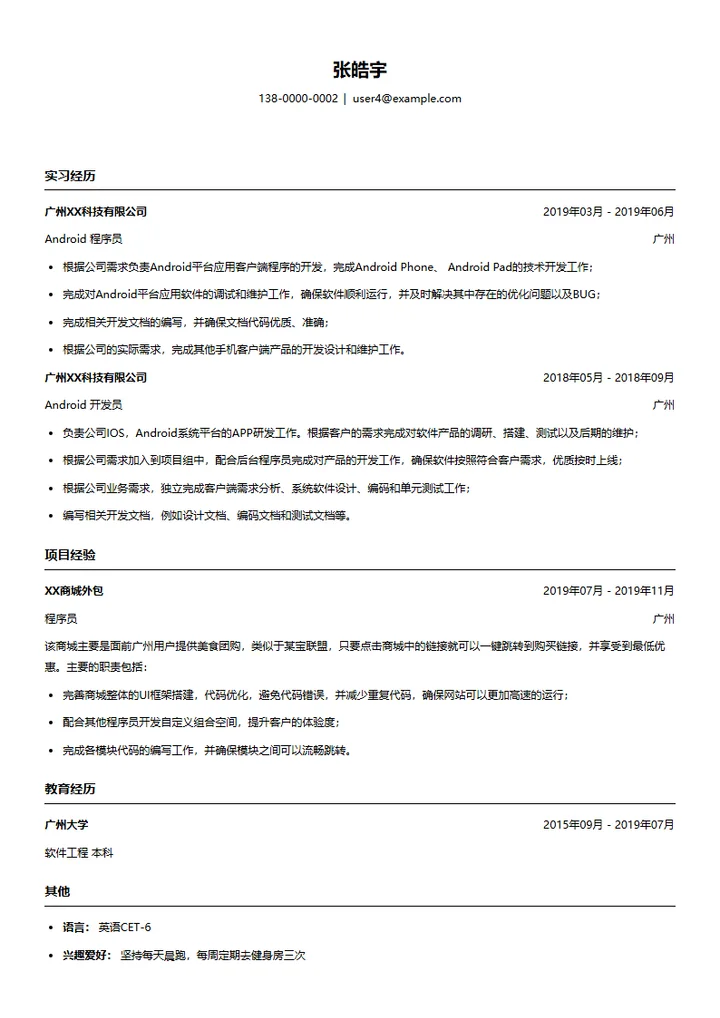 张皓宇
138-0000-0002 | user4@example.com
实习经历
广州XX科技有限公司 2019年03月 - 2019年06月
Android 程序员 广州
• 根据公司需求负责Android平台应用客户端程序的开发，完成Android Phone、 Android Pad的技术开发工作；
• 完成对Android平台应用软件的调试和维护工作，确保软件顺利运行，并及时解决其中存在的优化问题以及BUG；
• 完成相关开发文档的编写，并确保文档代码优质、准确；
• 根据公司的实际需求，完成其他手机客户端产品的开发设计和维护工作。
广州XX科技有限公司 2018年05月 - 2018年09月
Android 开发员 广州
• 负责公司IOS，Android系统平台的APP研发工作。根据客户的需求完成对软件产品的调研、搭建、测试以及后期的维护；
• 根据公司需求加入到项目组中，配合后台程序员完成对产品的开发工作，确保软件按照符合客户需求，优质按时上线；
• 根据公司业务需求，独立完成客户端需求分析、系统软件设计、编码和单元测试工作；
• 编写相关开发文档，例如设计文档、编码文档和测试文档等。
项目经验
XX商城外包 2019年07月 - 2019年11月
程序员 广州
该商城主要是面前广州用户提供美食团购，类似于某宝联盟，只要点击商城中的链接就可以一键跳转到购买链接，并享受到最低优
惠。主要的职责包括：
• 完善商城整体的UI框架搭建，代码优化，避免代码错误，并减少重复代码，确保网站可以更加高速的运行；
• 配合其他程序员开发自定义组合空间，提升客户的体验度；
• 完成各模块代码的编写工作，并确保模块之间可以流畅跳转。
教育经历
广州大学 2015年09月 - 2019年07月
软件工程 本科
其他
• 语言： 英语CET-6
• 兴趣爱好： 坚持每天晨跑，每周定期去健身房三次